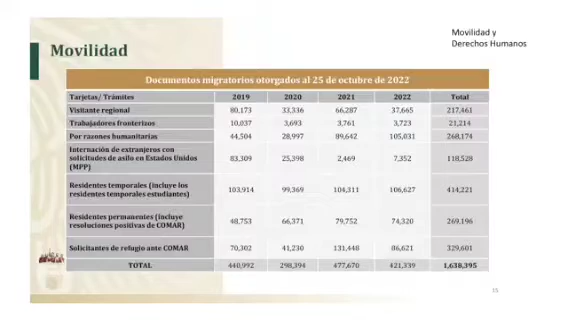 Movilidad y
Derechos Humanos
Movilidad
Documentos migratorios otorgados al 25 de octubre de 2022
Tarjetas/ Trámites 2019 2020 2021 2022 Total
Visitante regional 80,173 33,336 66,287 37,665 217,461
Trabajadores fronterizos 10,037 3,693 3,761 3,723 21,214
Por razones humanitarias 44,504 28,997 89,642 105,031 268,174
Internación de extranjeros con
solicitudes de asilo en Estados Unidos
(MPP) 83,309 25,398 2,469 7,352 118,528
Residentes temporales (incluye los
residentes temporales estudiantes) 103,914 99,369 104,311 106,627 414,221
Residentes permanentes (incluye
resoluciones positivas de COMAR) 48,753 66,371 79,752 74,320 269,196
Solicitantes de refugio ante COMAR 70,302 41,230 131,448 86,621 329,601
TOTAL 440,992 298,394 477,670 421,339 1,638,395
15